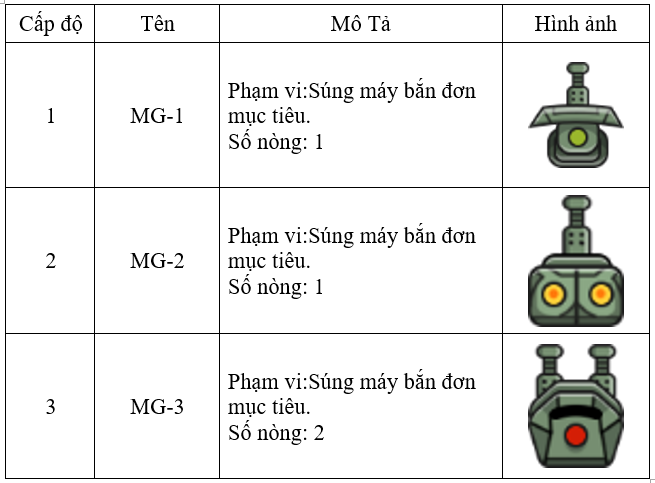 Cấp độ Tên Mô Tả Hình ảnh
1 MG-1 Phạm vi:Súng máy bắn đơn
mục tiêu.
Số nòng: 1
2 MG-2 Phạm vi:Súng máy bắn đơn
mục tiêu.
Số nòng: 1
3 MG-3 Phạm vi:Súng máy bắn đơn
mục tiêu.
Số nòng: 2